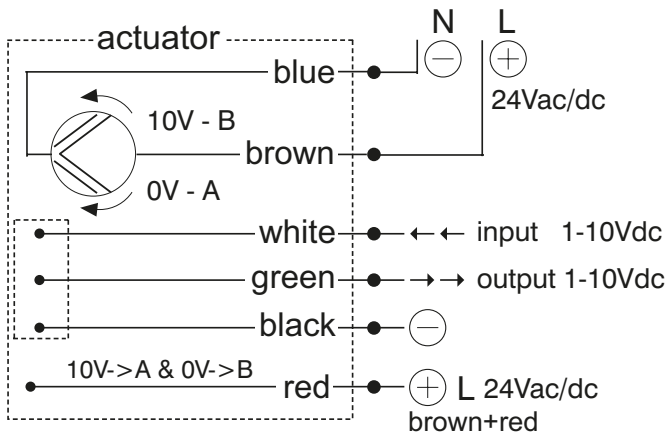 actuator
N L
− +
blue
24Vac/dc
10V - B
brown
0V - A
white input 1-10Vdc
green output 1-10Vdc
black −
10V->A & 0V->B red + L 24Vac/dc
brown+red